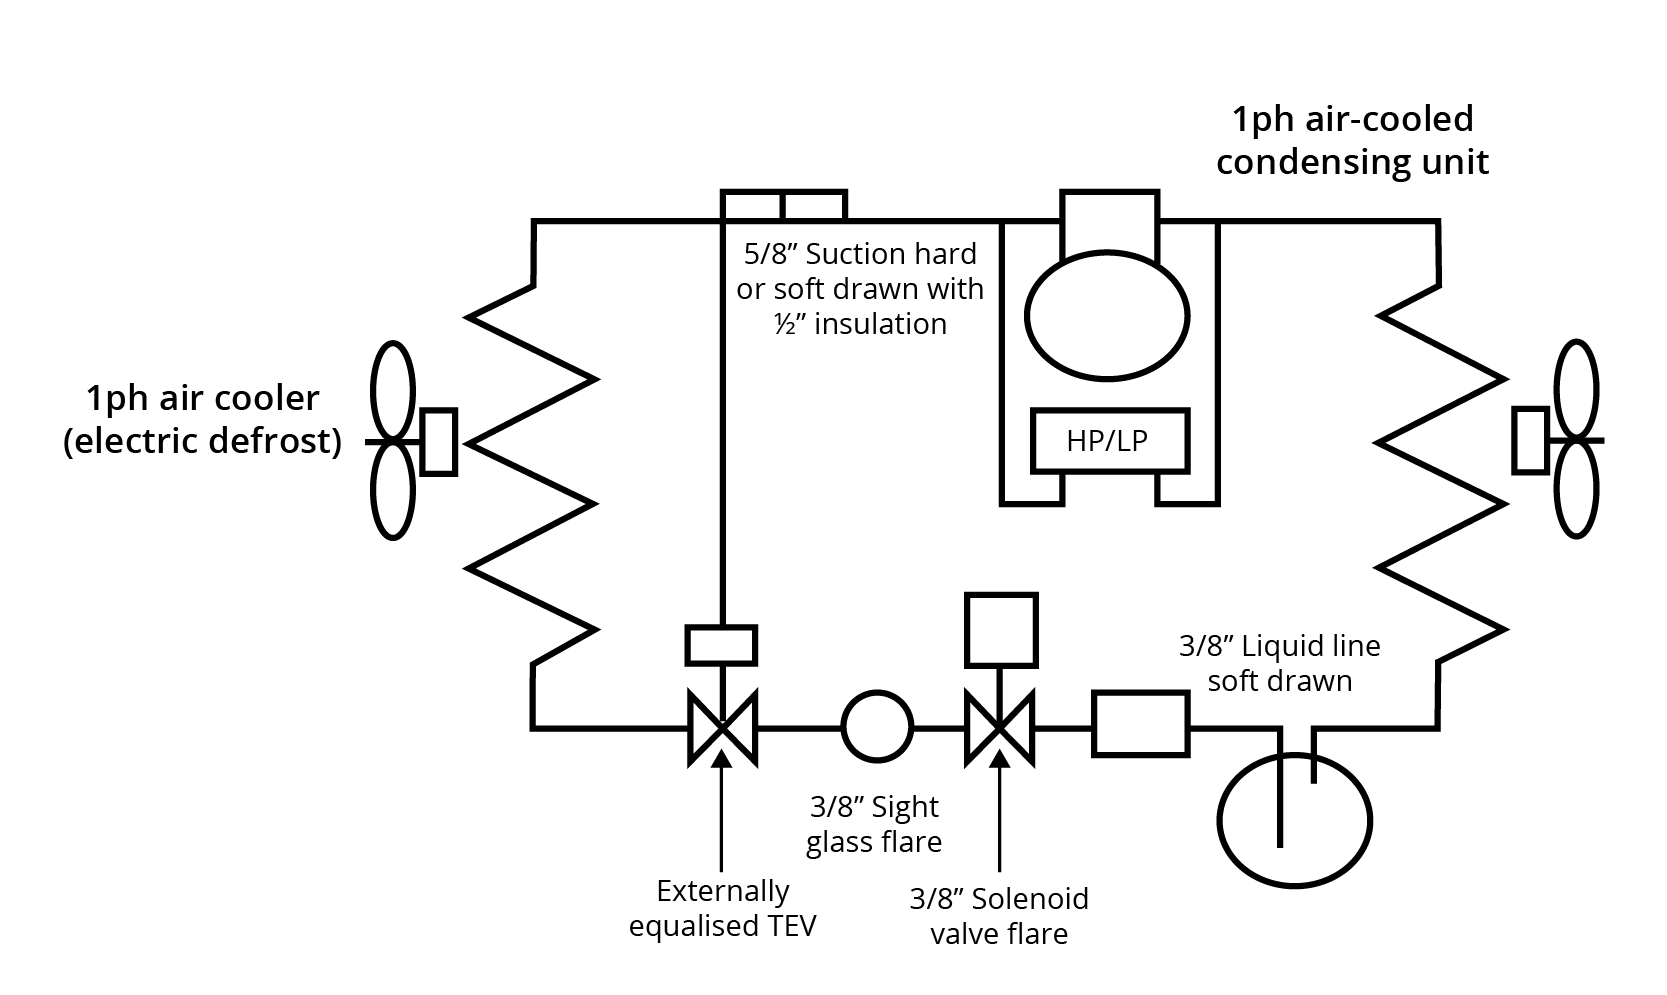 1ph air-cooled
condensing unit
5/8” Suction hard
or soft drawn with
½” insulation
1ph air cooler
(electric defrost)
HP/LP
3/8” Liquid line
soft drawn
3/8” Sight
glass flare
Externally
equalised TEV
3/8” Solenoid
valve flare